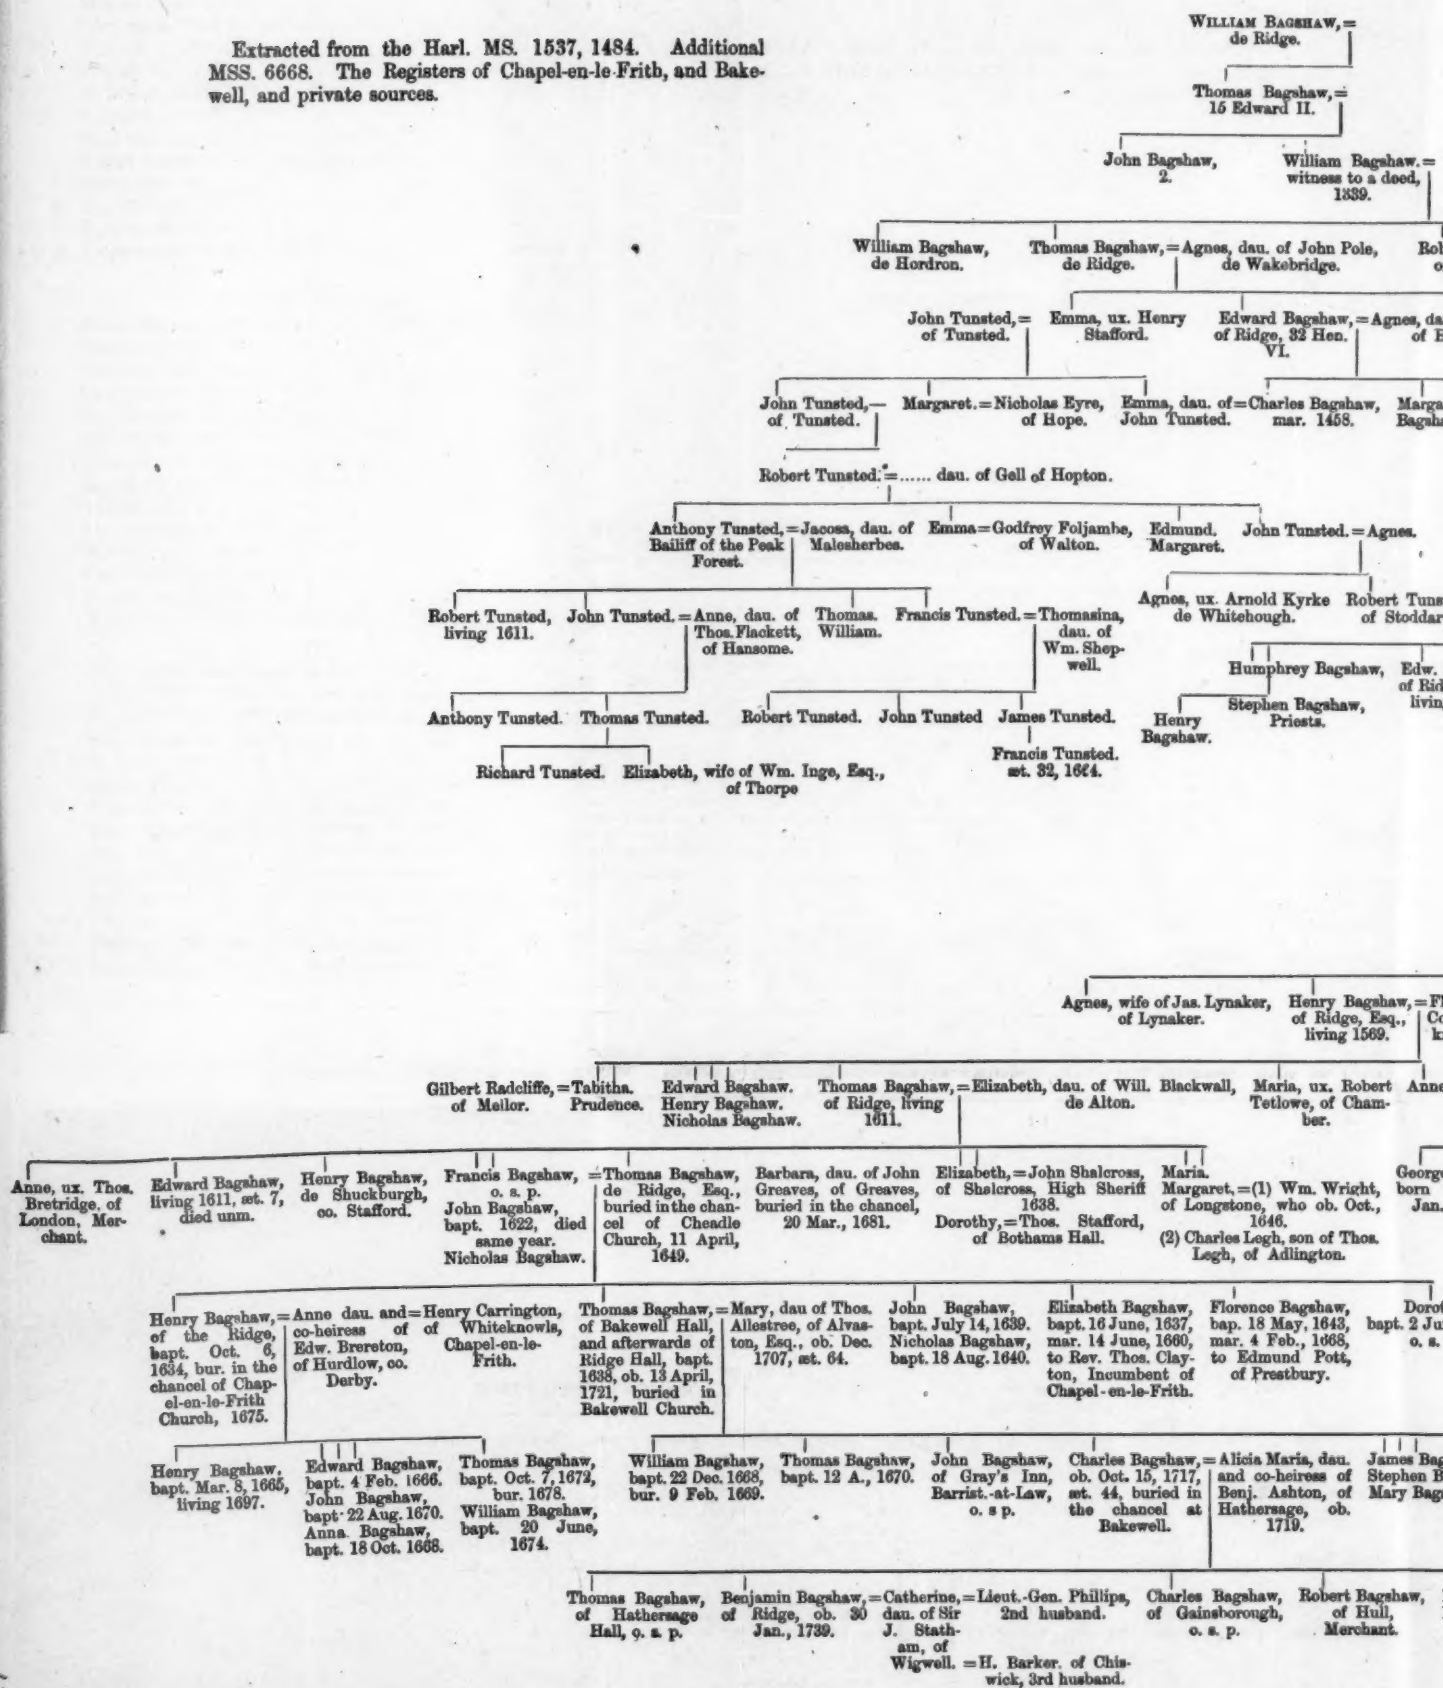 Extracted from the Harl. MS. 1537, 1484. Additional
MSS. 6668. The Registers of Chapel-en-le-Frith, and Bake-
well, and private sources.
WILLIAM BAGSHAW,=
de Ridge.
Thomas Bagshaw,=
15 Edward II.
John Bagshaw,
2.
William Bagshaw.=
witness to a deed,
1339.
William Bagshaw,
de Hordron.
Thomas Bagshaw,=Agnes, dau. of John Pole,
de Ridge.
de Wakebridge.
Rob
o
John Tunsted,=
of Tunsted.
Emma, ux. Henry
Stafford.
Edward Bagshaw,=Agnes, da
of Ridge, 32 Hen.
VI.
of E
John Tunsted,—
of Tunsted.
Margaret.=Nicholas Eyre,
of Hope.
Emma, dau. of=Charles Bagshaw,
John Tunsted.
mar. 1458.
Marga
Bagsha
Robert Tunsted.=...... dau. of Gell of Hopton.
Anthony Tunsted,=Jacosa, dau. of
Bailiff of the Peak
Forest.
Malesherbes.
Emma=Godfrey Foljambe,
of Walton.
Edmund.
Margaret.
John Tunsted.=Agnes.
Robert Tunsted,
living 1611.
John Tunsted.=Anne, dau. of
Thos. Flackett,
of Hansome.
Thomas.
William.
Francis Tunsted.=Thomasina,
dau. of
Wm. Shep-
well.
Agnes, ux. Arnold Kyrke
de Whitehough.
Robert Tuns
of Stoddar
Humphrey Bagshaw,
Edw.
of Rid
livin
Anthony Tunsted.
Thomas Tunsted.
Robert Tunsted.
John Tunsted
James Tunsted.
Henry
Bagshaw.
Stephen Bagshaw,
Priests.
Richard Tunsted.
Elizabeth, wife of Wm. Inge, Esq.,
of Thorpe
Francis Tunsted.
æt. 32, 1664.
Agnes, wife of Jas. Lynaker,
of Lynaker.
Henry Bagshaw,=Fl
of Ridge, Esq.,
living 1569.
Co
k
Gilbert Radcliffe,=Tabitha.
of Mellor.
Prudence.
Edward Bagshaw.
Henry Bagshaw.
Nicholas Bagshaw.
Thomas Bagshaw,=Elizabeth, dau. of Will. Blackwall,
of Ridge, living
1611.
de Alton.
Maria, ux. Robert
Tetlowe, of Cham-
ber.
Anne
Anne, ux. Thos.
Bretridge, of
London, Mer-
chant.
Edward Bagshaw,
living 1611, æt. 7,
died unm.
Henry Bagshaw,
de Shuckburgh,
co. Stafford.
Francis Bagshaw,
o. s. p.
John Bagshaw,
bapt. 1622, died
same year.
Nicholas Bagshaw.
=Thomas Bagshaw,
de Ridge, Esq.,
buried in the chan-
cel of Cheadle
Church, 11 April,
1649.
Barbara, dau. of John
Greaves, of Greaves,
buried in the chancel,
20 Mar., 1681.
Elizabeth,=John Shalcross,
of Shalcross, High Sheriff
1638.
Dorothy,=Thos. Stafford,
of Bothams Hall.
Maria.
Margaret,=(1) Wm. Wright,
of Longstone, who ob. Oct.,
1646.
(2) Charles Legh, son of Thos.
Legh, of Adlington.
Georg
born
Jan.
Henry Bagshaw,=
of the Ridge,
bapt. Oct. 6,
1634, bur. in the
chancel of Chap-
el-en-le-Frith
Church, 1675.
Anne dau. and=Henry Carrington,
co-heiress of
Edw. Brereton,
of Hurdlow, co.
Derby.
of Whiteknowls,
Chapel-en-le-
Frith.
Thomas Bagshaw,=Mary, dau of Thos.
of Bakewell Hall,
and afterwards of
Ridge Hall, bapt.
1638, ob. 13 April,
1721, buried in
Bakewell Church.
Allestree, of Alvas-
ton, Esq., ob. Dec.
1707, æt. 64.
John Bagshaw,
bapt. July 14, 1639.
Nicholas Bagshaw,
bapt. 18 Aug. 1640.
Elizabeth Bagshaw,
bapt. 16 June, 1637,
mar. 14 June, 1660,
to Rev. Thos. Clay-
ton, Incumbent of
Chapel-en-le-Frith.
Florence Bagshaw,
bap. 18 May, 1643,
mar. 4 Feb., 1668,
to Edmund Pott,
of Prestbury.
Dorot
bapt. 2 Ju
o. s.
Henry Bagshaw,
bapt. Mar. 8, 1665,
living 1697.
Edward Bagshaw,
bapt. 4 Feb. 1666.
John Bagshaw,
bapt. 22 Aug. 1670.
Anna Bagshaw,
bapt. 18 Oct. 1668.
Thomas Bagshaw,
bapt. Oct. 7, 1672,
bur. 1678.
William Bagshaw,
bapt. 20 June,
1674.
William Bagshaw,
bapt. 22 Dec. 1668,
bur. 9 Feb. 1669.
Thomas Bagshaw,
bapt. 12 A., 1670.
John Bagshaw,
of Gray's Inn,
Barrist.-at-Law,
o. s p.
Charles Bagshaw,=Alicia Maria, dau.
ob. Oct. 15, 1717,
æt. 44, buried in
the chancel at
Bakewell.
and co-heiress of
Benj. Ashton, of
Hathersage, ob.
1719.
James Bag
Stephen B
Mary Bag
Thomas Bagshaw,
of Hathersage
Hall, o. s. p.
Benjamin Bagshaw,=Catherine,=Lieut.-Gen. Phillips,
of Ridge, ob. 30
Jan., 1739.
dau. of Sir
J. Stath-
am, of
Wigwell.
2nd husband.
=H. Barker. of Chis-
wick, 3rd husband.
Charles Bagshaw,
of Gainsborough,
o. s. p.
Robert Bagshaw,
of Hull,
Merchant.